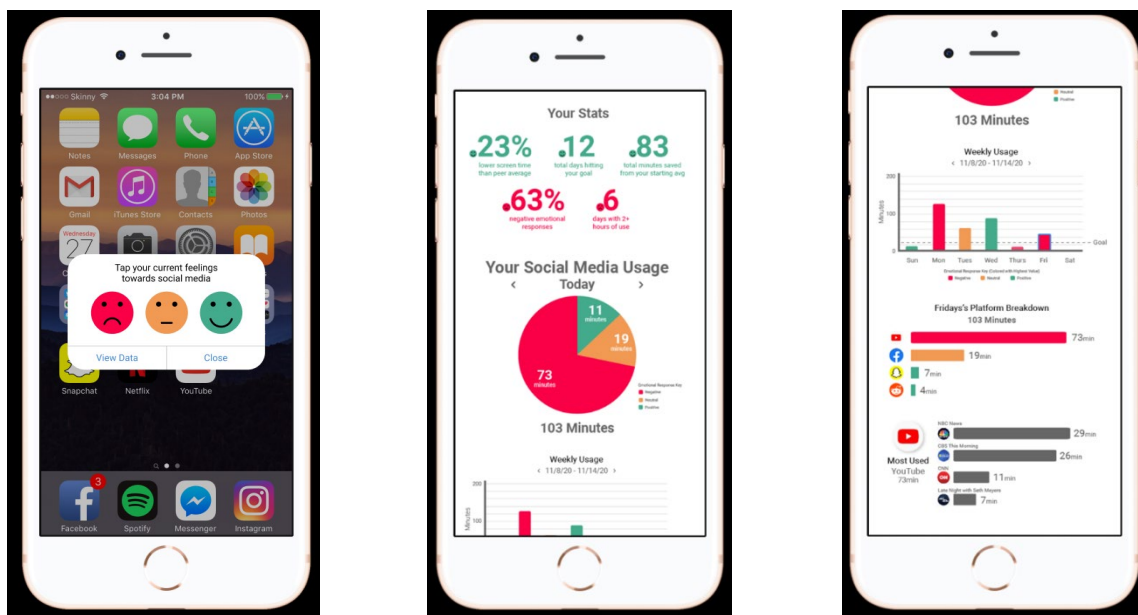 Skinny 3:04 PM 100%
Notes Messages Phone App Store
Gmail iTunes Store Contacts Photos
Wednesday
27
Tap your current feelings
towards social media
View Data Close
Snapchat Netflix YouTube
3
Facebook Spotify Messenger Instagram
Your Stats
.23% .12 .83
lower screen time total days hitting total minutes saved
than peer average your goal from your starting avg
.63% .6
negative emotional days with 2+
responses hours of use
Your Social Media Usage
< Today >
11
minutes
19
minutes
73
minutes
Emotional Response Key
Negative
Neutral
Positive
103 Minutes
Weekly Usage
< 11/8/20 - 11/14/20 >
200
100
Minutes
Neutral
Positive
103 Minutes
Weekly Usage
< 11/8/20 - 11/14/20 >
200
100
0
Minutes
Goal
Sun Mon Tues Wed Thurs Fri Sat
Emotional Response Key (Colored with Highest Value)
Negative Neutral Positive
Fridays's Platform Breakdown
103 Minutes
73min
19min
7min
4min
NBC News
29min
CBS This Morning
26min
CNN
11min
Late Night with Seth Meyers
7min
Most Used
YouTube
73min